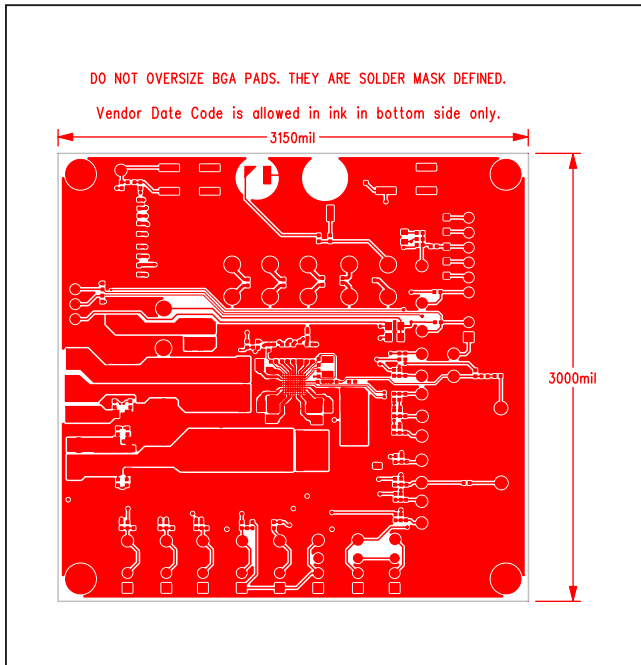 DO NOT OVERSIZE BGA PADS. THEY ARE SOLDER MASK DEFINED.
Vendor Date Code is allowed in ink in bottom side only.
3150mil
3000mil